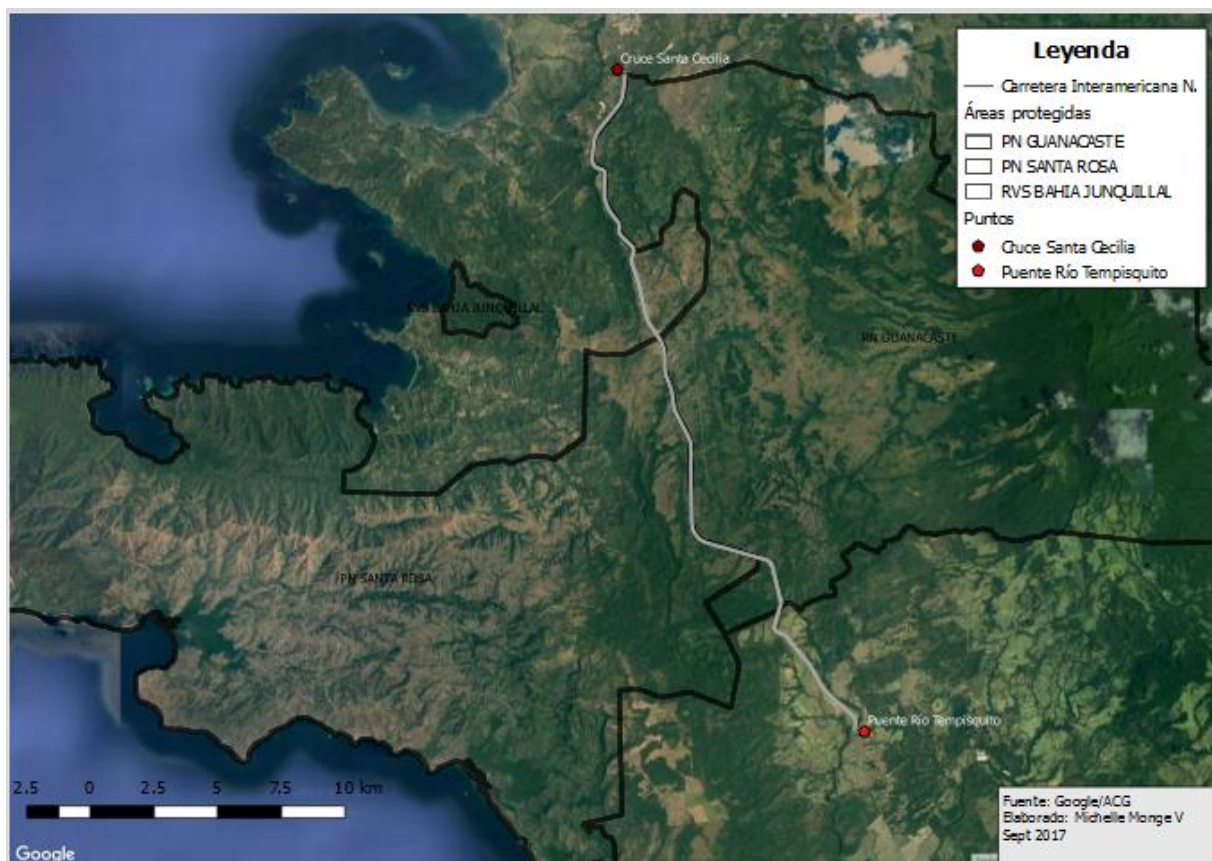 Cruce Santa Cecilia
Leyenda
Carretera Interamericana N.
Áreas protegidas
PN GUANACASTE
PN SANTA ROSA
RVS BAHIA JUNQUILLAL
Puntos
Cruce Santa Cecilia
Puente Río Tempisquito
RVS BAHIA JUNQUILLAL
PN GUANACASTE
PN SANTA ROSA
Puente Río Tempisquito
2.5 0 2.5 5 7.5 10 km
Fuente: Google/ACG
Elaborado: Michelle Monge V
Sept 2017
Google